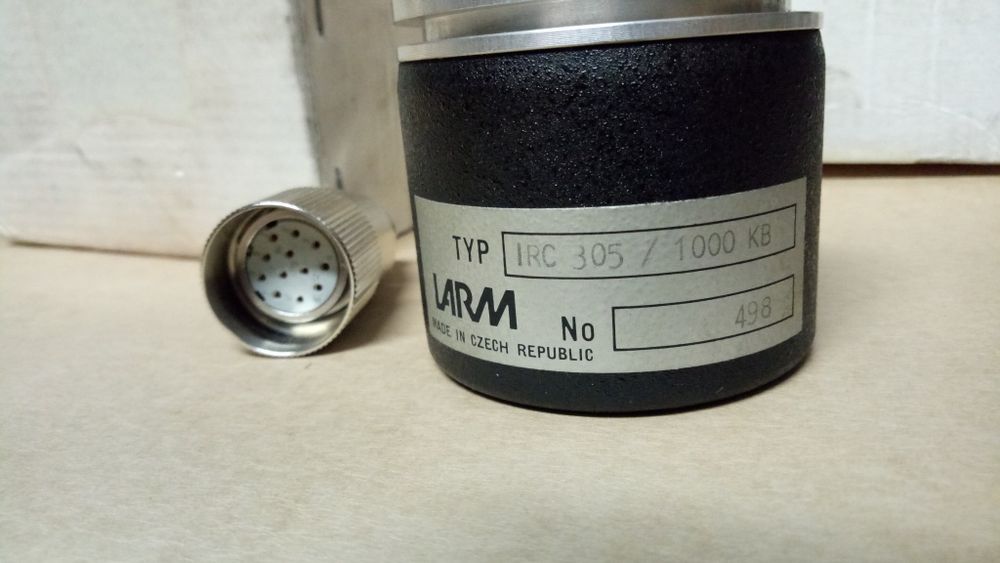 TYP IRC 305 / 1000 KB
LARM No 498
MADE IN CZECH REPUBLIC